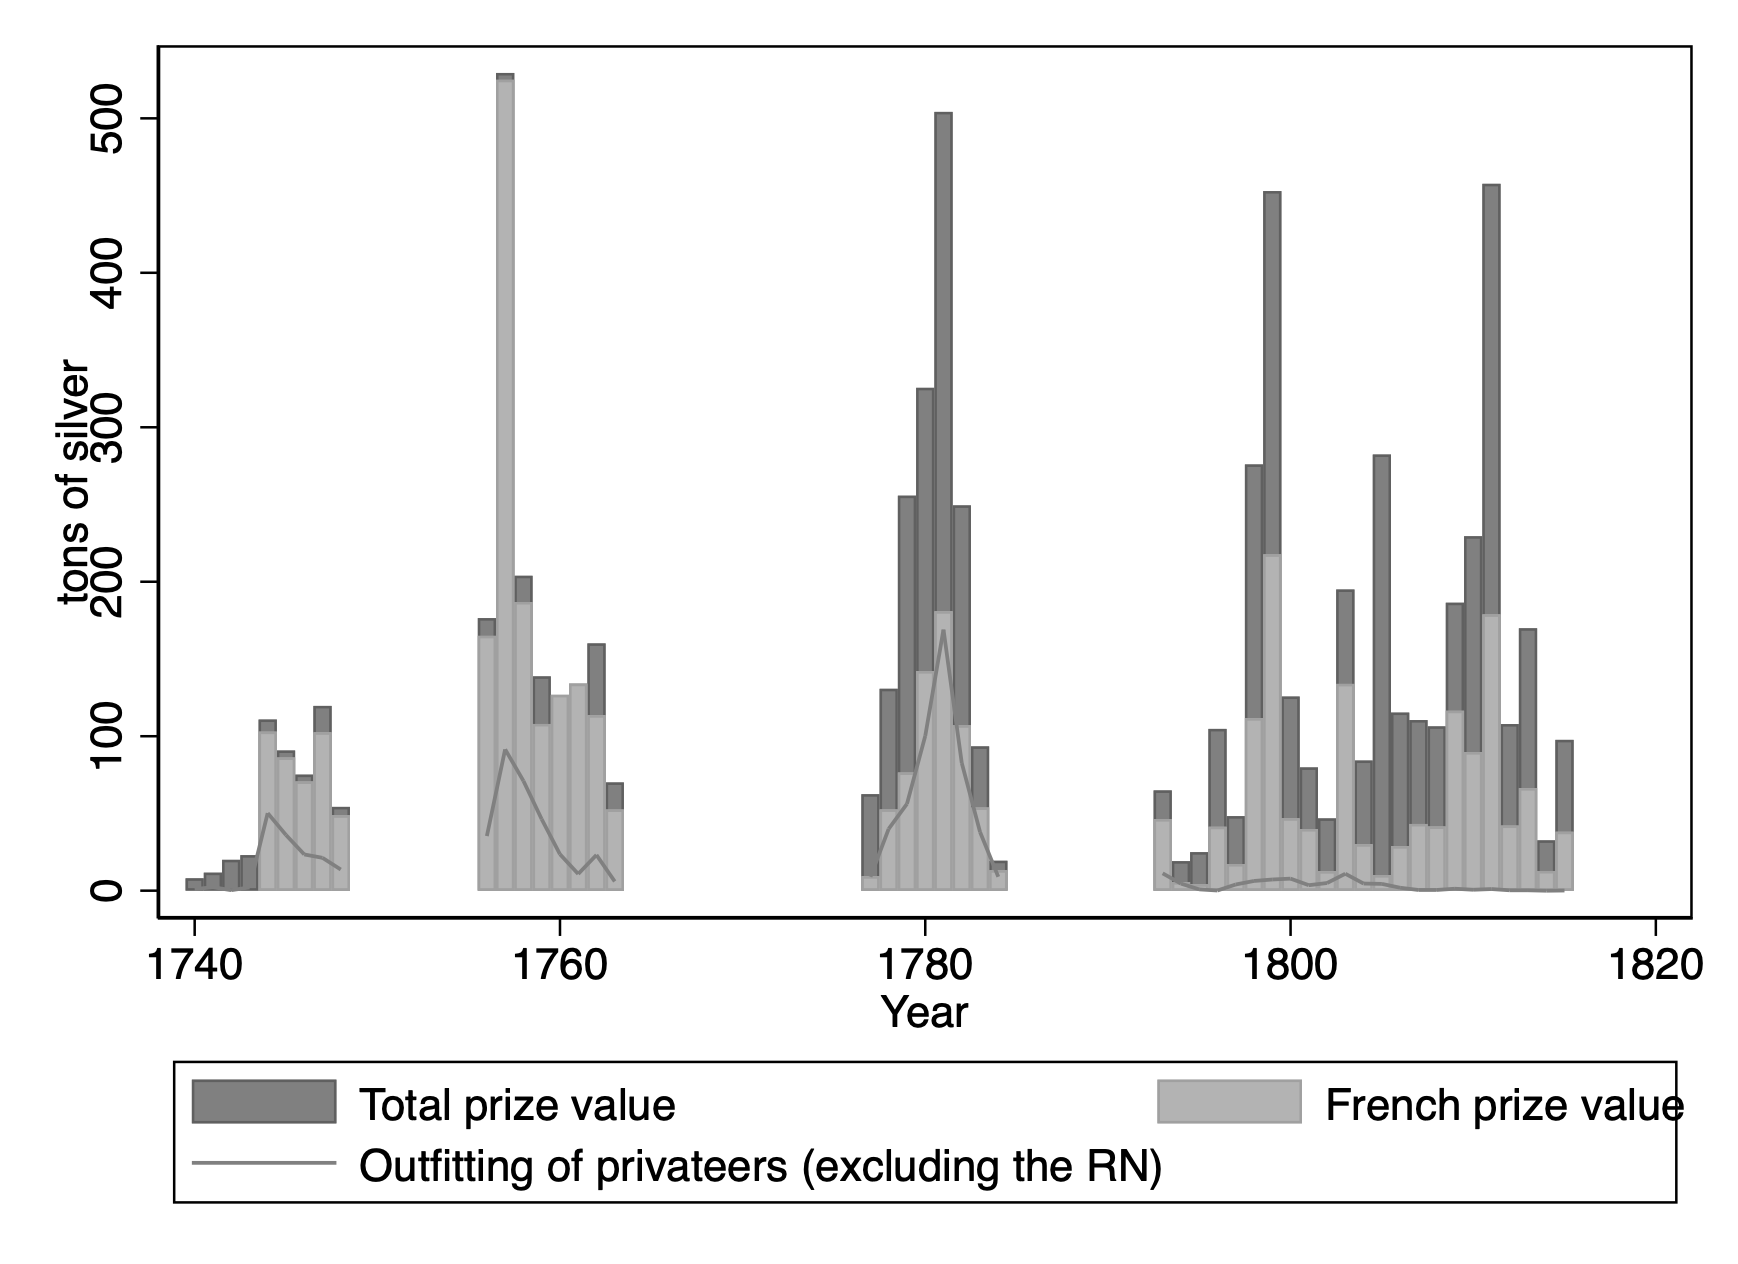 500
400
300
200
100
0
tons of silver
1740 1760 1780 1800 1820
Year
Total prize value French prize value
Outfitting of privateers (excluding the RN)